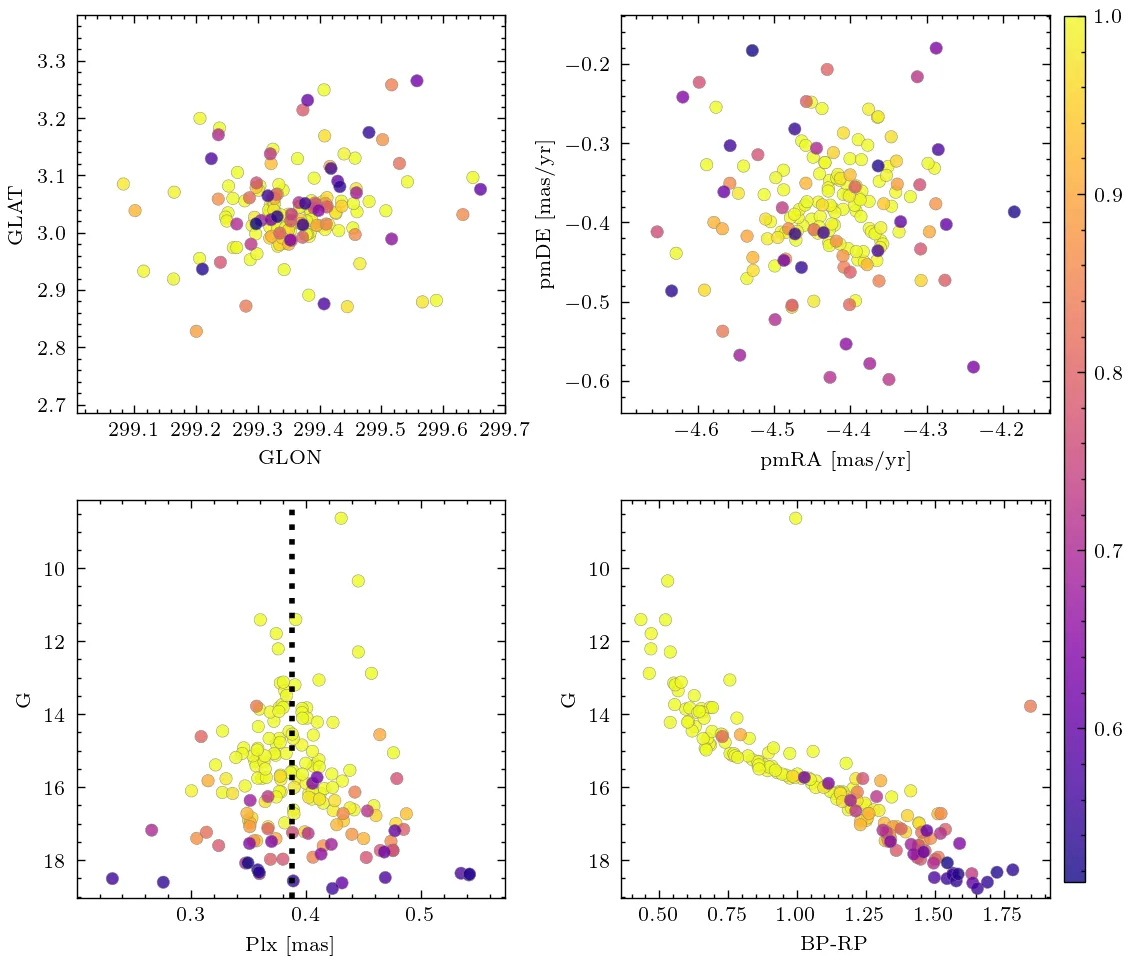 3.3
3.2
3.1
3.0
2.9
2.8
2.7
GLAT
299.1 299.2 299.3 299.4 299.5 299.6 299.7
GLON
−0.2
−0.3
−0.4
−0.5
−0.6
pmDE [mas/yr]
−4.6 −4.5 −4.4 −4.3 −4.2
pmRA [mas/yr]
1.0
0.9
0.8
0.7
0.6
10
12
14
16
18
G
0.3 0.4 0.5
Plx [mas]
10
12
14
16
18
G
0.50 0.75 1.00 1.25 1.50 1.75
BP-RP